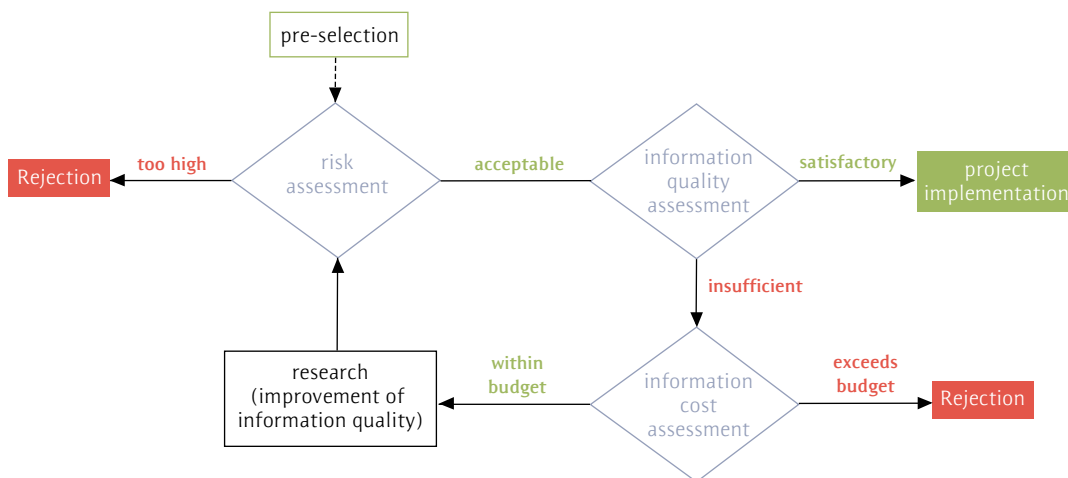 pre-selection
Rejection
too high
risk
assessment
acceptable
information
quality
assessment
satisfactory
project
implementation
insufficient
research
(improvement of
information quality)
within
budget
information
cost
assessment
exceeds
budget
Rejection